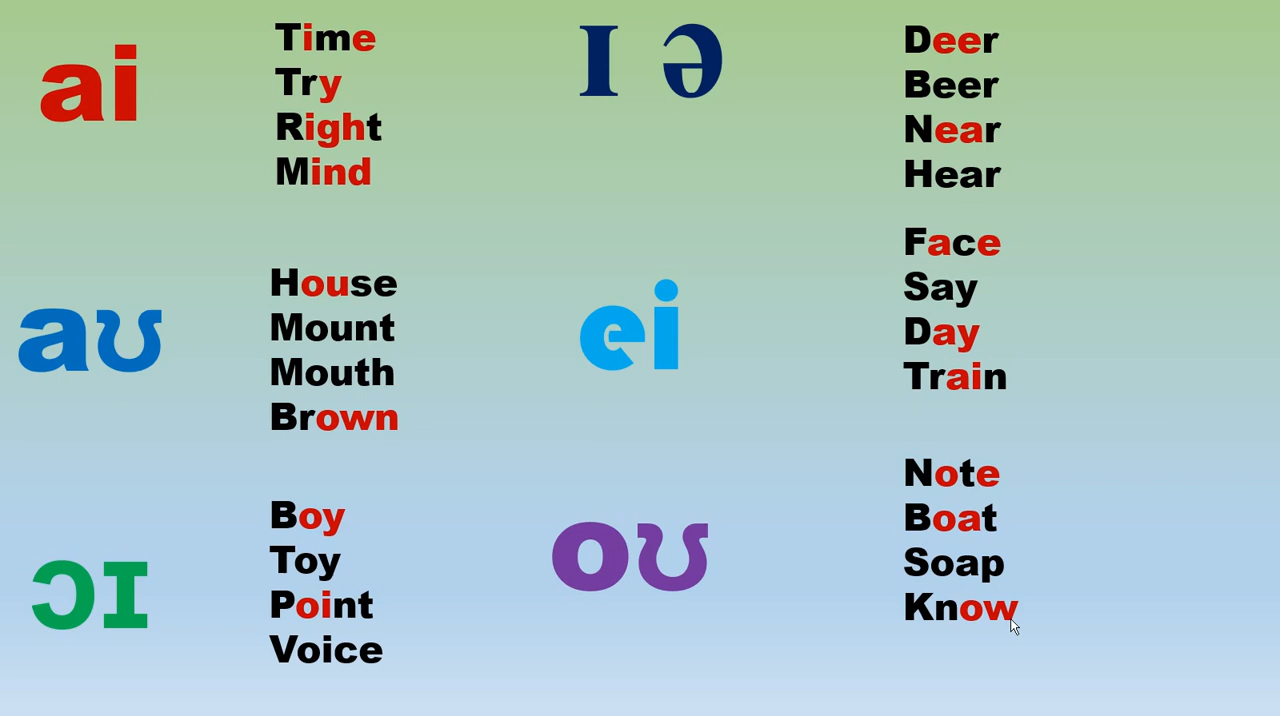 ai
Time
Try
Right
Mind
ɪ ə
Deer
Beer
Near
Hear
aʊ
House
Mount
Mouth
Brown
ei
Face
Say
Day
Train
ɔɪ
Boy
Toy
Point
Voice
oʊ
Note
Boat
Soap
Know